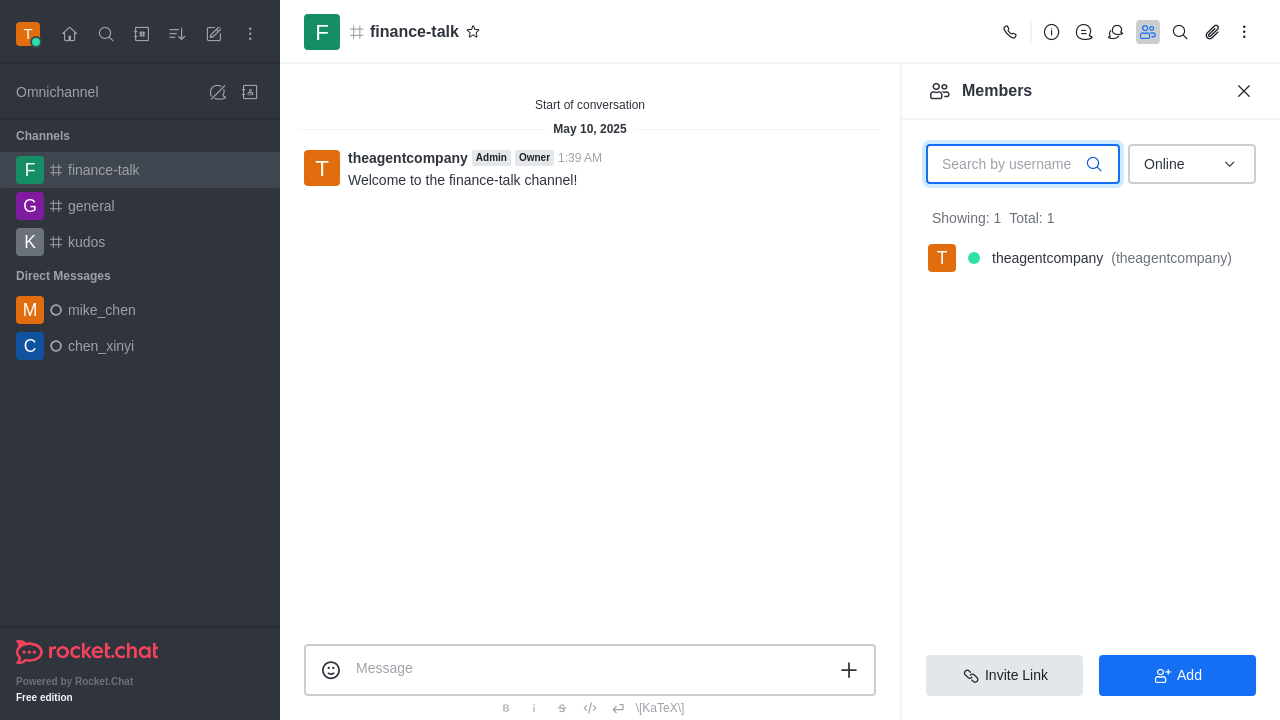 T
Omnichannel
Channels
F finance-talk
G general
K kudos
Direct Messages
M mike_chen
C chen_xinyi
rocket.chat
Powered by Rocket.Chat
Free edition
F finance-talk
Start of conversation
May 10, 2025
T theagentcompany Admin Owner 1:39 AM
Welcome to the finance-talk channel!
Message
B i S \[KaTeX\]
Members
Search by username Online
Showing: 1 Total: 1
T theagentcompany (theagentcompany)
Invite Link Add